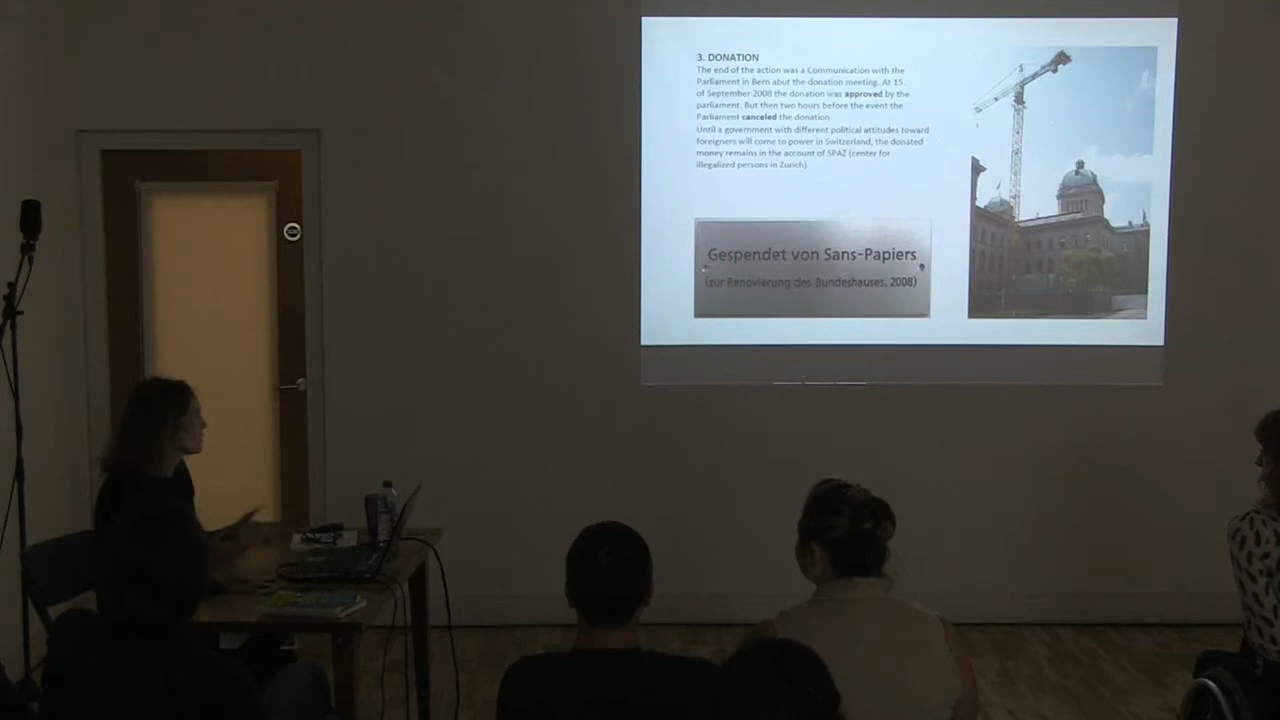 3. DONATION
The end of the action was a Communication with the
Parliament in Bern abut the donation meeting. At 15.
of September 2008 the donation was approved by the
parliament. But then two hours before the event the
Parliament canceled the donation.
Until a government with different political attitudes toward
foreigners will come to power in Switzerland, the donated
money remains in the account of SPAZ (center for
illegalized persons in Zurich).
Gespendet von Sans-Papiers
(zur Renovierung des Bundeshauses, 2008)